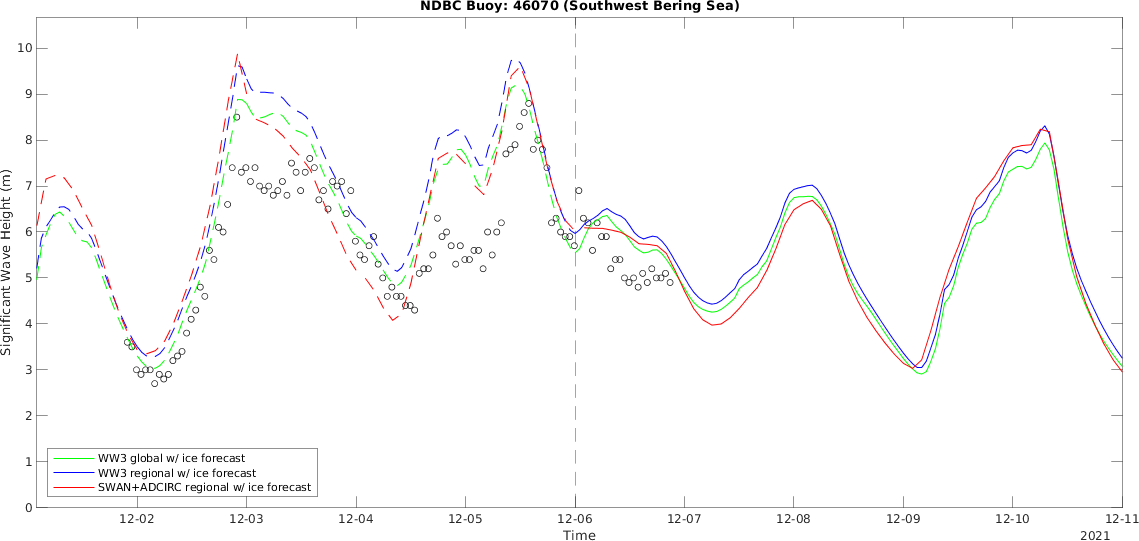 NDBC Buoy: 46070 (Southwest Bering Sea)
Significant Wave Height (m)
10
9
8
7
6
5
4
3
2
1
0
WW3 global w/ ice forecast
WW3 regional w/ ice forecast
SWAN+ADCIRC regional w/ ice forecast
12-02 12-03 12-04 12-05 12-06 12-07 12-08 12-09 12-10 12-11
Time
2021